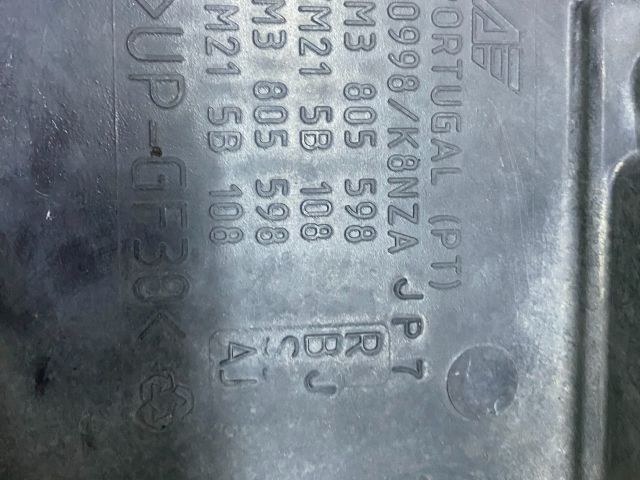 PORTUGAL (PT)
0998/K8NZA JP7
M3 805 598 R
M21 5B 108 BJ
M3 805 598 C
M21 5B 108 AJ
>UP-GF30<